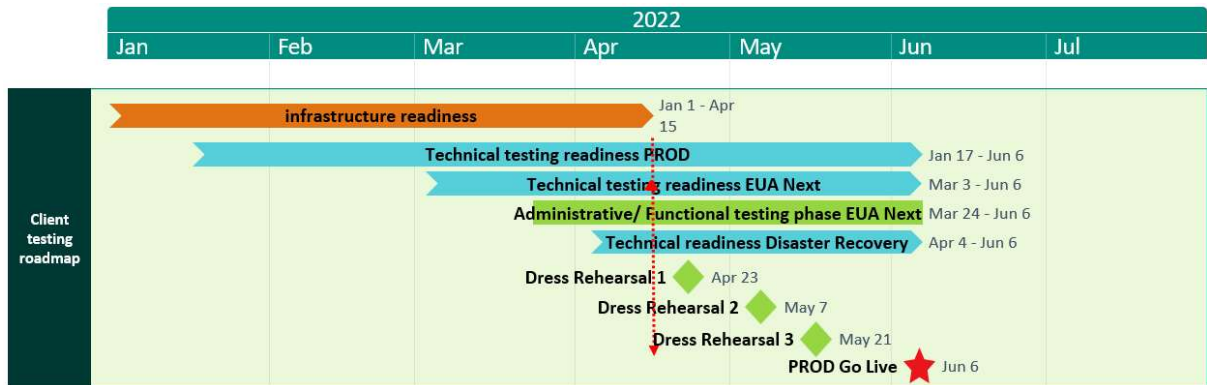 2022
Jan Feb Mar Apr May Jun Jul
infrastructure readiness
Jan 1 - Apr
15
Technical testing readiness PROD
Jan 17 - Jun 6
Technical testing readiness EUA Next
Mar 3 - Jun 6
Client
testing
roadmap
Administrative/ Functional testing phase EUA Next
Mar 24 - Jun 6
Technical readiness Disaster Recovery
Apr 4 - Jun 6
Dress Rehearsal 1
Apr 23
Dress Rehearsal 2
May 7
Dress Rehearsal 3
May 21
PROD Go Live
Jun 6